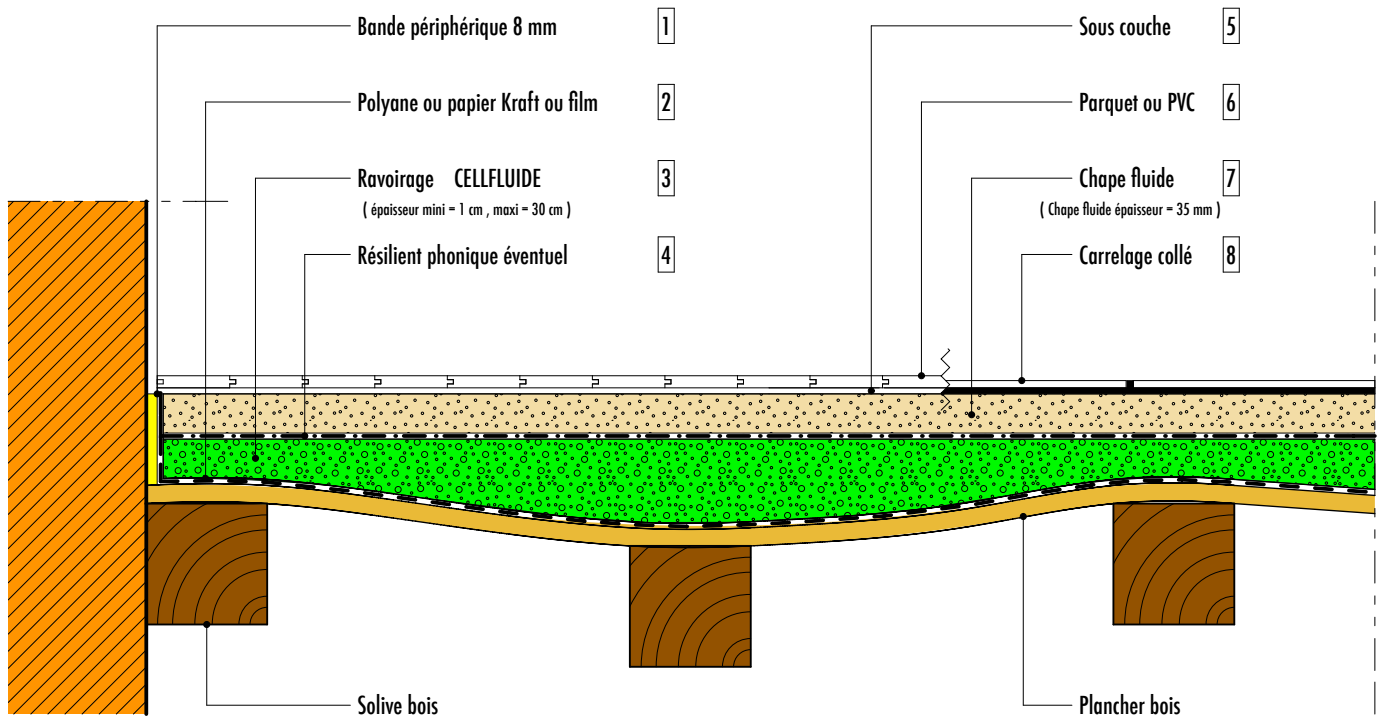 Bande périphérique 8 mm 1
Polyane ou papier Kraft ou film 2
Ravoirage CELLFLUIDE 3
( épaisseur mini = 1 cm , maxi = 30 cm )
Résilient phonique éventuel 4
Sous couche 5
Parquet ou PVC 6
Chape fluide 7
( Chape fluide épaisseur = 35 mm )
Carrelage collé 8
Solive bois
Plancher bois